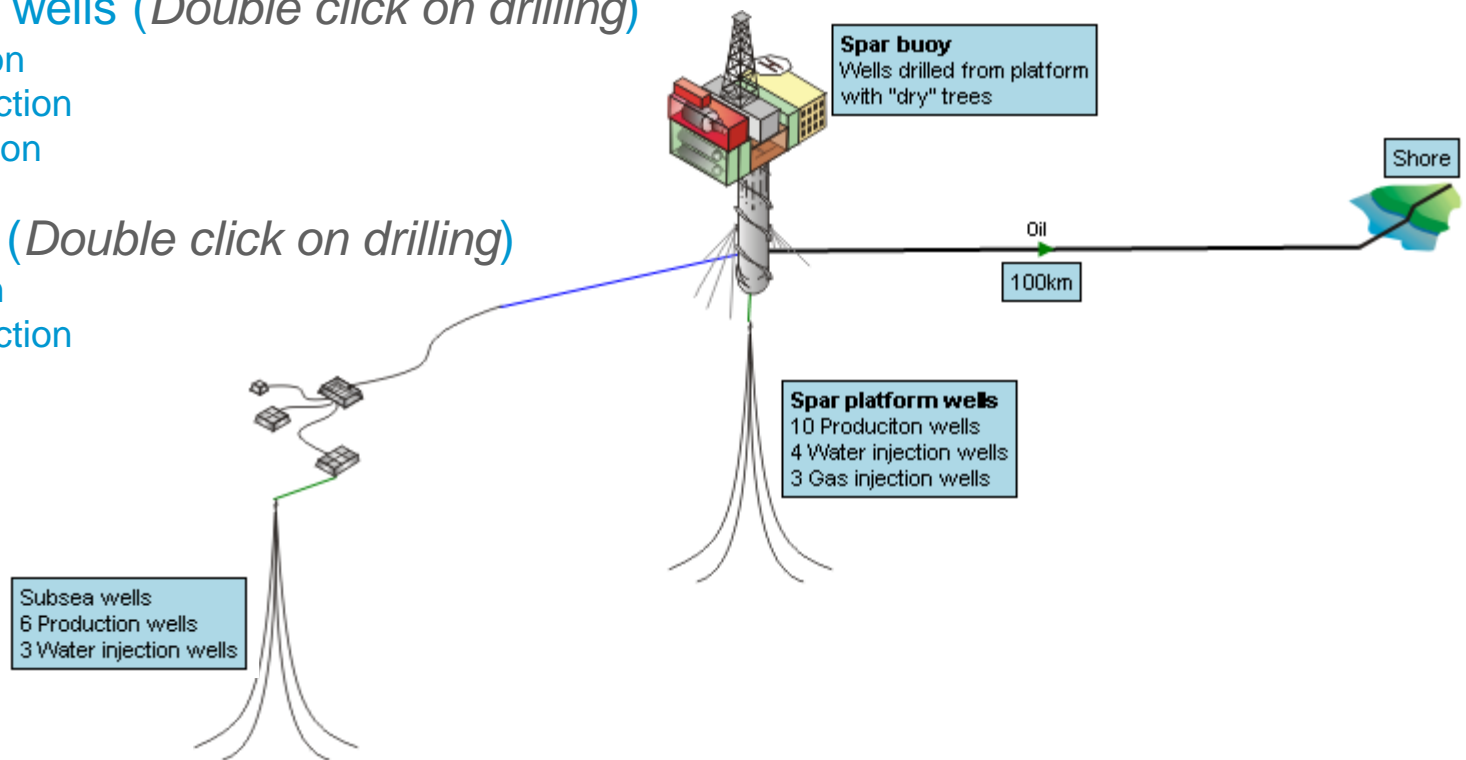 wells (Double click on drilling)
on
ction
on
(Double click on drilling)
n
ction
Spar buoy
Wells drilled from platform
with "dry" trees
H
Shore
Oil
100km
Spar platform wells
10 Produciton wells
4 Water injection wells
3 Gas injection wells
Subsea wells
6 Production wells
3 Water injection wells